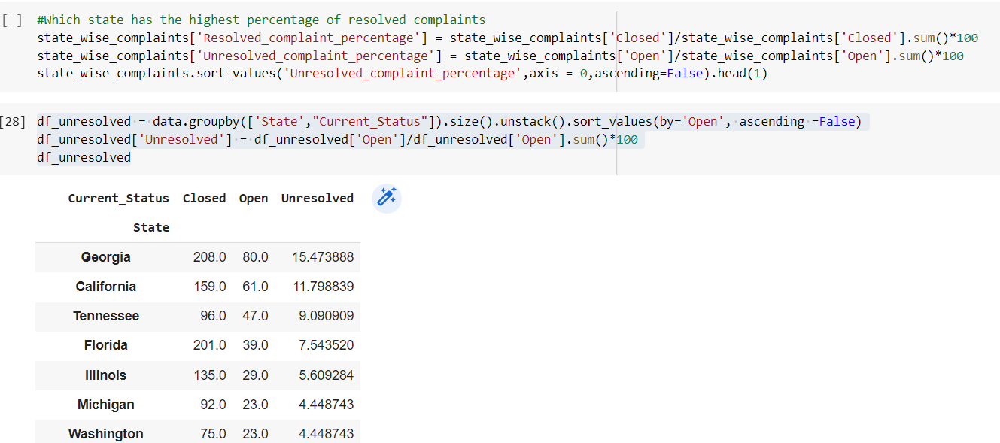 [ ] #Which state has the highest percentage of resolved complaints
state_wise_complaints['Resolved_complaint_percentage'] = state_wise_complaints['Closed']/state_wise_complaints['Closed'].sum()*100
state_wise_complaints['Unresolved_complaint_percentage'] = state_wise_complaints['Open']/state_wise_complaints['Open'].sum()*100
state_wise_complaints.sort_values('Unresolved_complaint_percentage',axis = 0,ascending=False).head(1)
[28] df_unresolved = data.groupby(['State',"Current_Status"]).size().unstack().sort_values(by='Open', ascending =False)
df_unresolved['Unresolved'] = df_unresolved['Open']/df_unresolved['Open'].sum()*100
df_unresolved
Current_Status Closed Open Unresolved
State
Georgia 208.0 80.0 15.473888
California 159.0 61.0 11.798839
Tennessee 96.0 47.0 9.090909
Florida 201.0 39.0 7.543520
Illinois 135.0 29.0 5.609284
Michigan 92.0 23.0 4.448743
Washington 75.0 23.0 4.448743